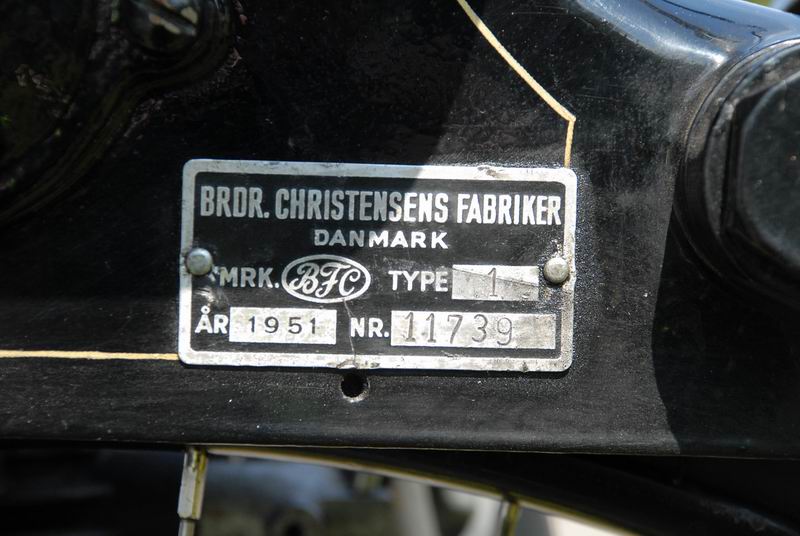 BRDR. CHRISTENSENS FABRIKER
DANMARK
MRK. BFC TYPE 1
ÅR 1951 NR. 11739